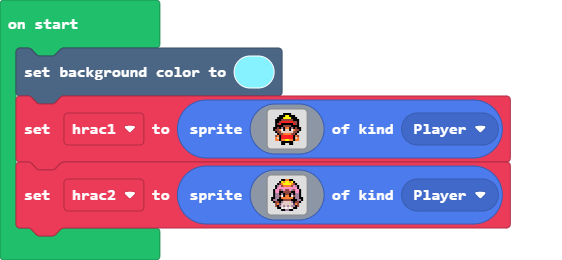 on start
set background color to
set hrac1 to sprite of kind Player
set hrac2 to sprite of kind Player